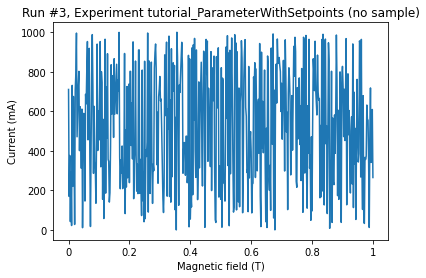 Run #3, Experiment tutorial_ParameterWithSetpoints (no sample)
1000
800
600
400
200
0
Current (mA)
0 0.2 0.4 0.6 0.8 1
Magnetic field (T)